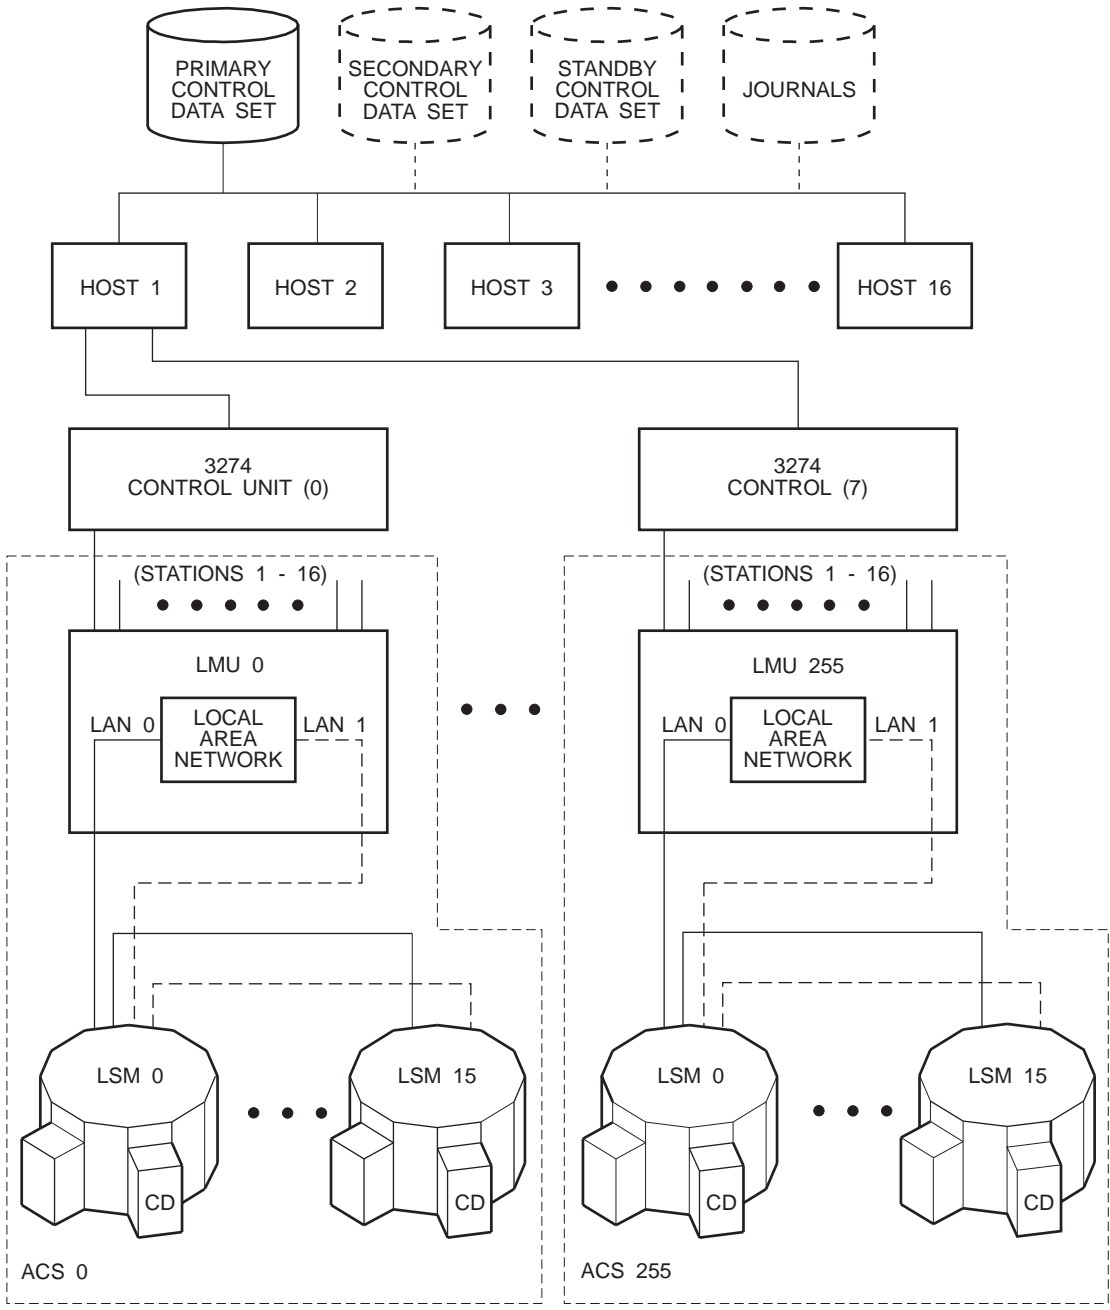 PRIMARY
CONTROL
DATA SET
SECONDARY
CONTROL
DATA SET
STANDBY
CONTROL
DATA SET
JOURNALS
HOST 1
HOST 2
HOST 3
HOST 16
3274
CONTROL UNIT (0)
3274
CONTROL (7)
(STATIONS 1 - 16)
(STATIONS 1 - 16)
LMU 0
LAN 0
LOCAL
AREA
NETWORK
LAN 1
LMU 255
LAN 0
LOCAL
AREA
NETWORK
LAN 1
LSM 0
LSM 15
LSM 0
LSM 15
CD
CD
CD
CD
ACS 0
ACS 255